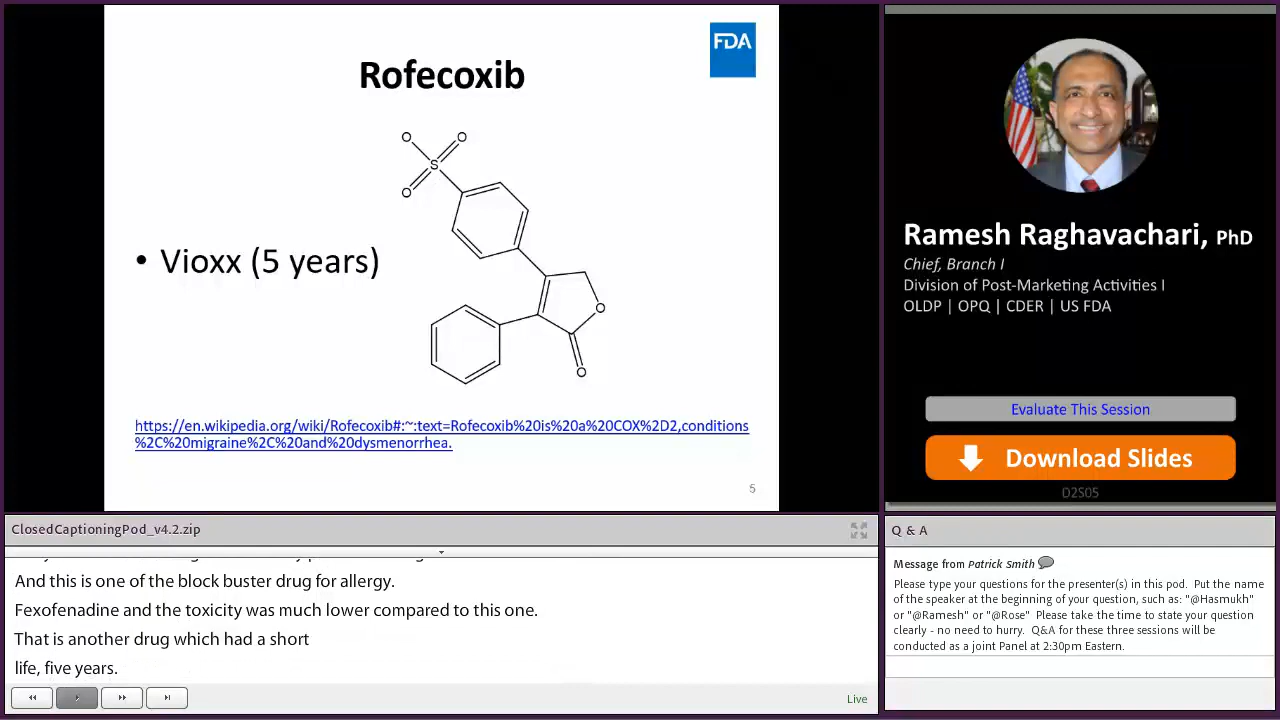 FDA
Rofecoxib
O
O
S
O
• Vioxx (5 years)
O
O
https://en.wikipedia.org/wiki/Rofecoxib#:~:text=Rofecoxib%20is%20a%20COX%2D2,conditions
%2C%20migraine%2C%20and%20dysmenorrhea.
5
Ramesh Raghavachari, PhD
Chief, Branch I
Division of Post-Marketing Activities I
OLDP | OPQ | CDER | US FDA
Evaluate This Session
Download Slides
D2S05
ClosedCaptioningPod_v4.2.zip
And this is one of the block buster drug for allergy.
Fexofenadine and the toxicity was much lower compared to this one.
That is another drug which had a short
life, five years.
Live
Q & A
Message from Patrick Smith
Please type your questions for the presenter(s) in this pod. Put the name
of the speaker at the beginning of your question, such as: "@Hasmukh"
or "@Ramesh" or "@Rose" Please take the time to state your question
clearly - no need to hurry. Q&A for these three sessions will be
conducted as a joint Panel at 2:30pm Eastern.